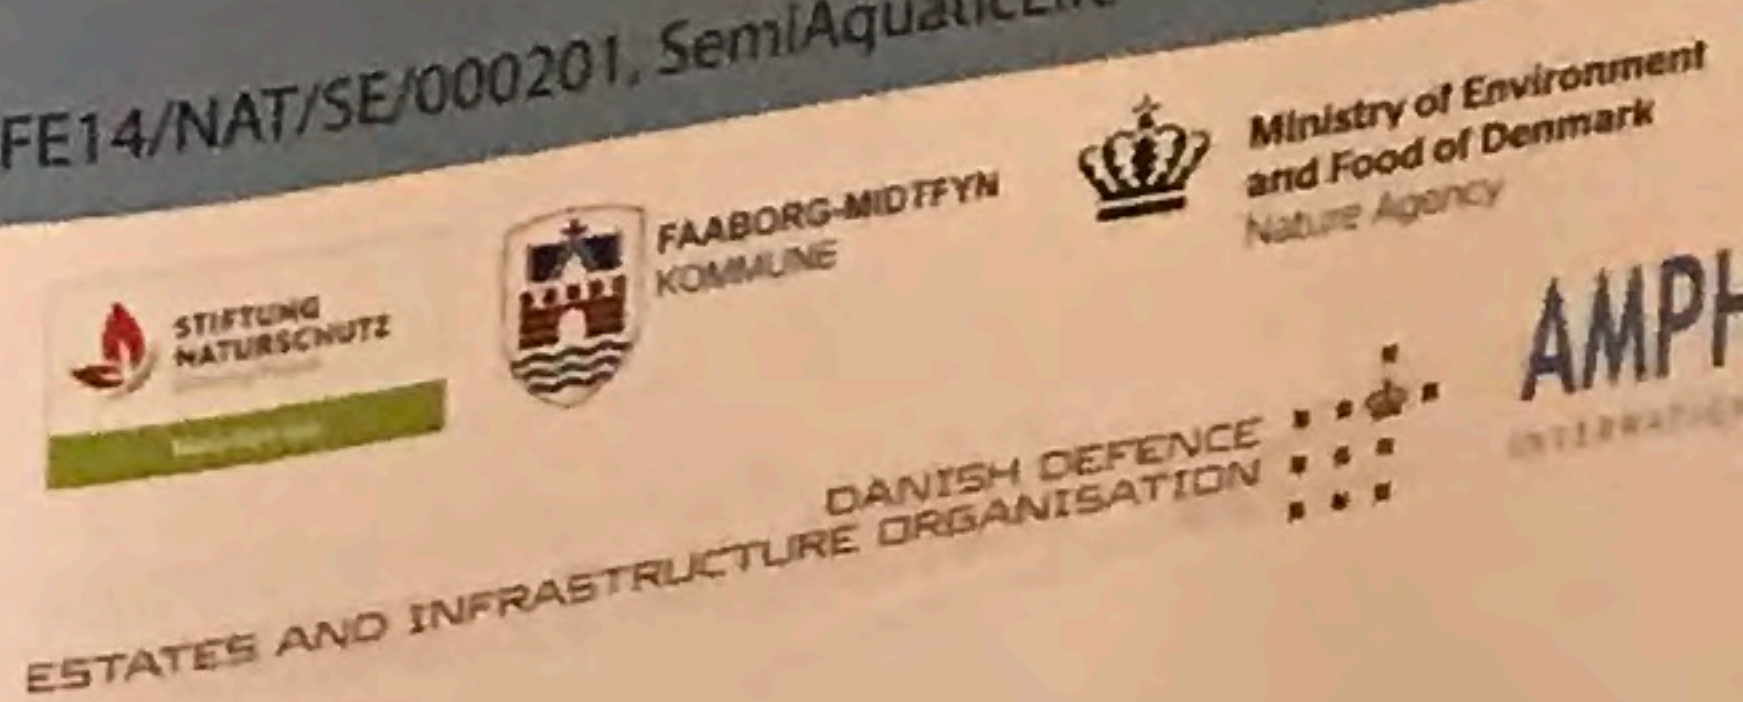 FE14/NAT/SE/000201, SemiAquaticLife
STIFTUNG
NATURSCHUTZ
FAABORG-MIDTFYN
KOMMUNE
Ministry of Environment
and Food of Denmark
Nature Agency
DANISH DEFENCE
ESTATES AND INFRASTRUCTURE ORGANISATION
AMPH